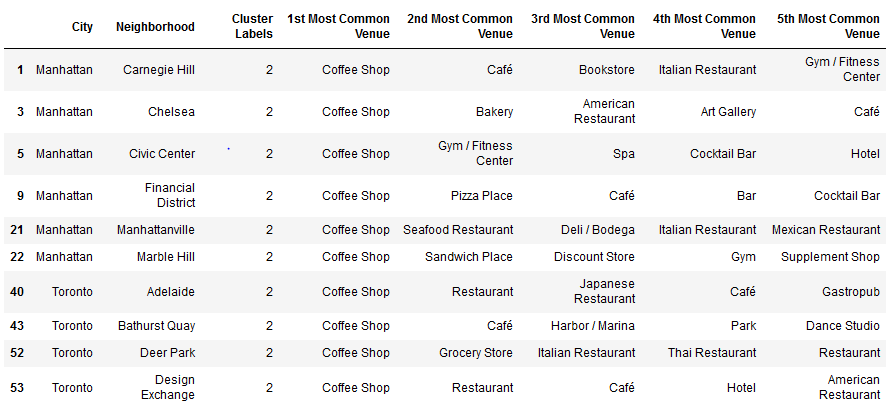 City Neighborhood Cluster Labels 1st Most Common Venue 2nd Most Common Venue 3rd Most Common Venue 4th Most Common Venue 5th Most Common Venue
1 Manhattan Carnegie Hill 2 Coffee Shop Café Bookstore Italian Restaurant Gym / Fitness Center
3 Manhattan Chelsea 2 Coffee Shop Bakery American Restaurant Art Gallery Café
5 Manhattan Civic Center 2 Coffee Shop Gym / Fitness Center Spa Cocktail Bar Hotel
9 Manhattan Financial District 2 Coffee Shop Pizza Place Café Bar Cocktail Bar
21 Manhattan Manhattanville 2 Coffee Shop Seafood Restaurant Deli / Bodega Italian Restaurant Mexican Restaurant
22 Manhattan Marble Hill 2 Coffee Shop Sandwich Place Discount Store Gym Supplement Shop
40 Toronto Adelaide 2 Coffee Shop Restaurant Japanese Restaurant Café Gastropub
43 Toronto Bathurst Quay 2 Coffee Shop Café Harbor / Marina Park Dance Studio
52 Toronto Deer Park 2 Coffee Shop Grocery Store Italian Restaurant Thai Restaurant Restaurant
53 Toronto Design Exchange 2 Coffee Shop Restaurant Café Hotel American Restaurant